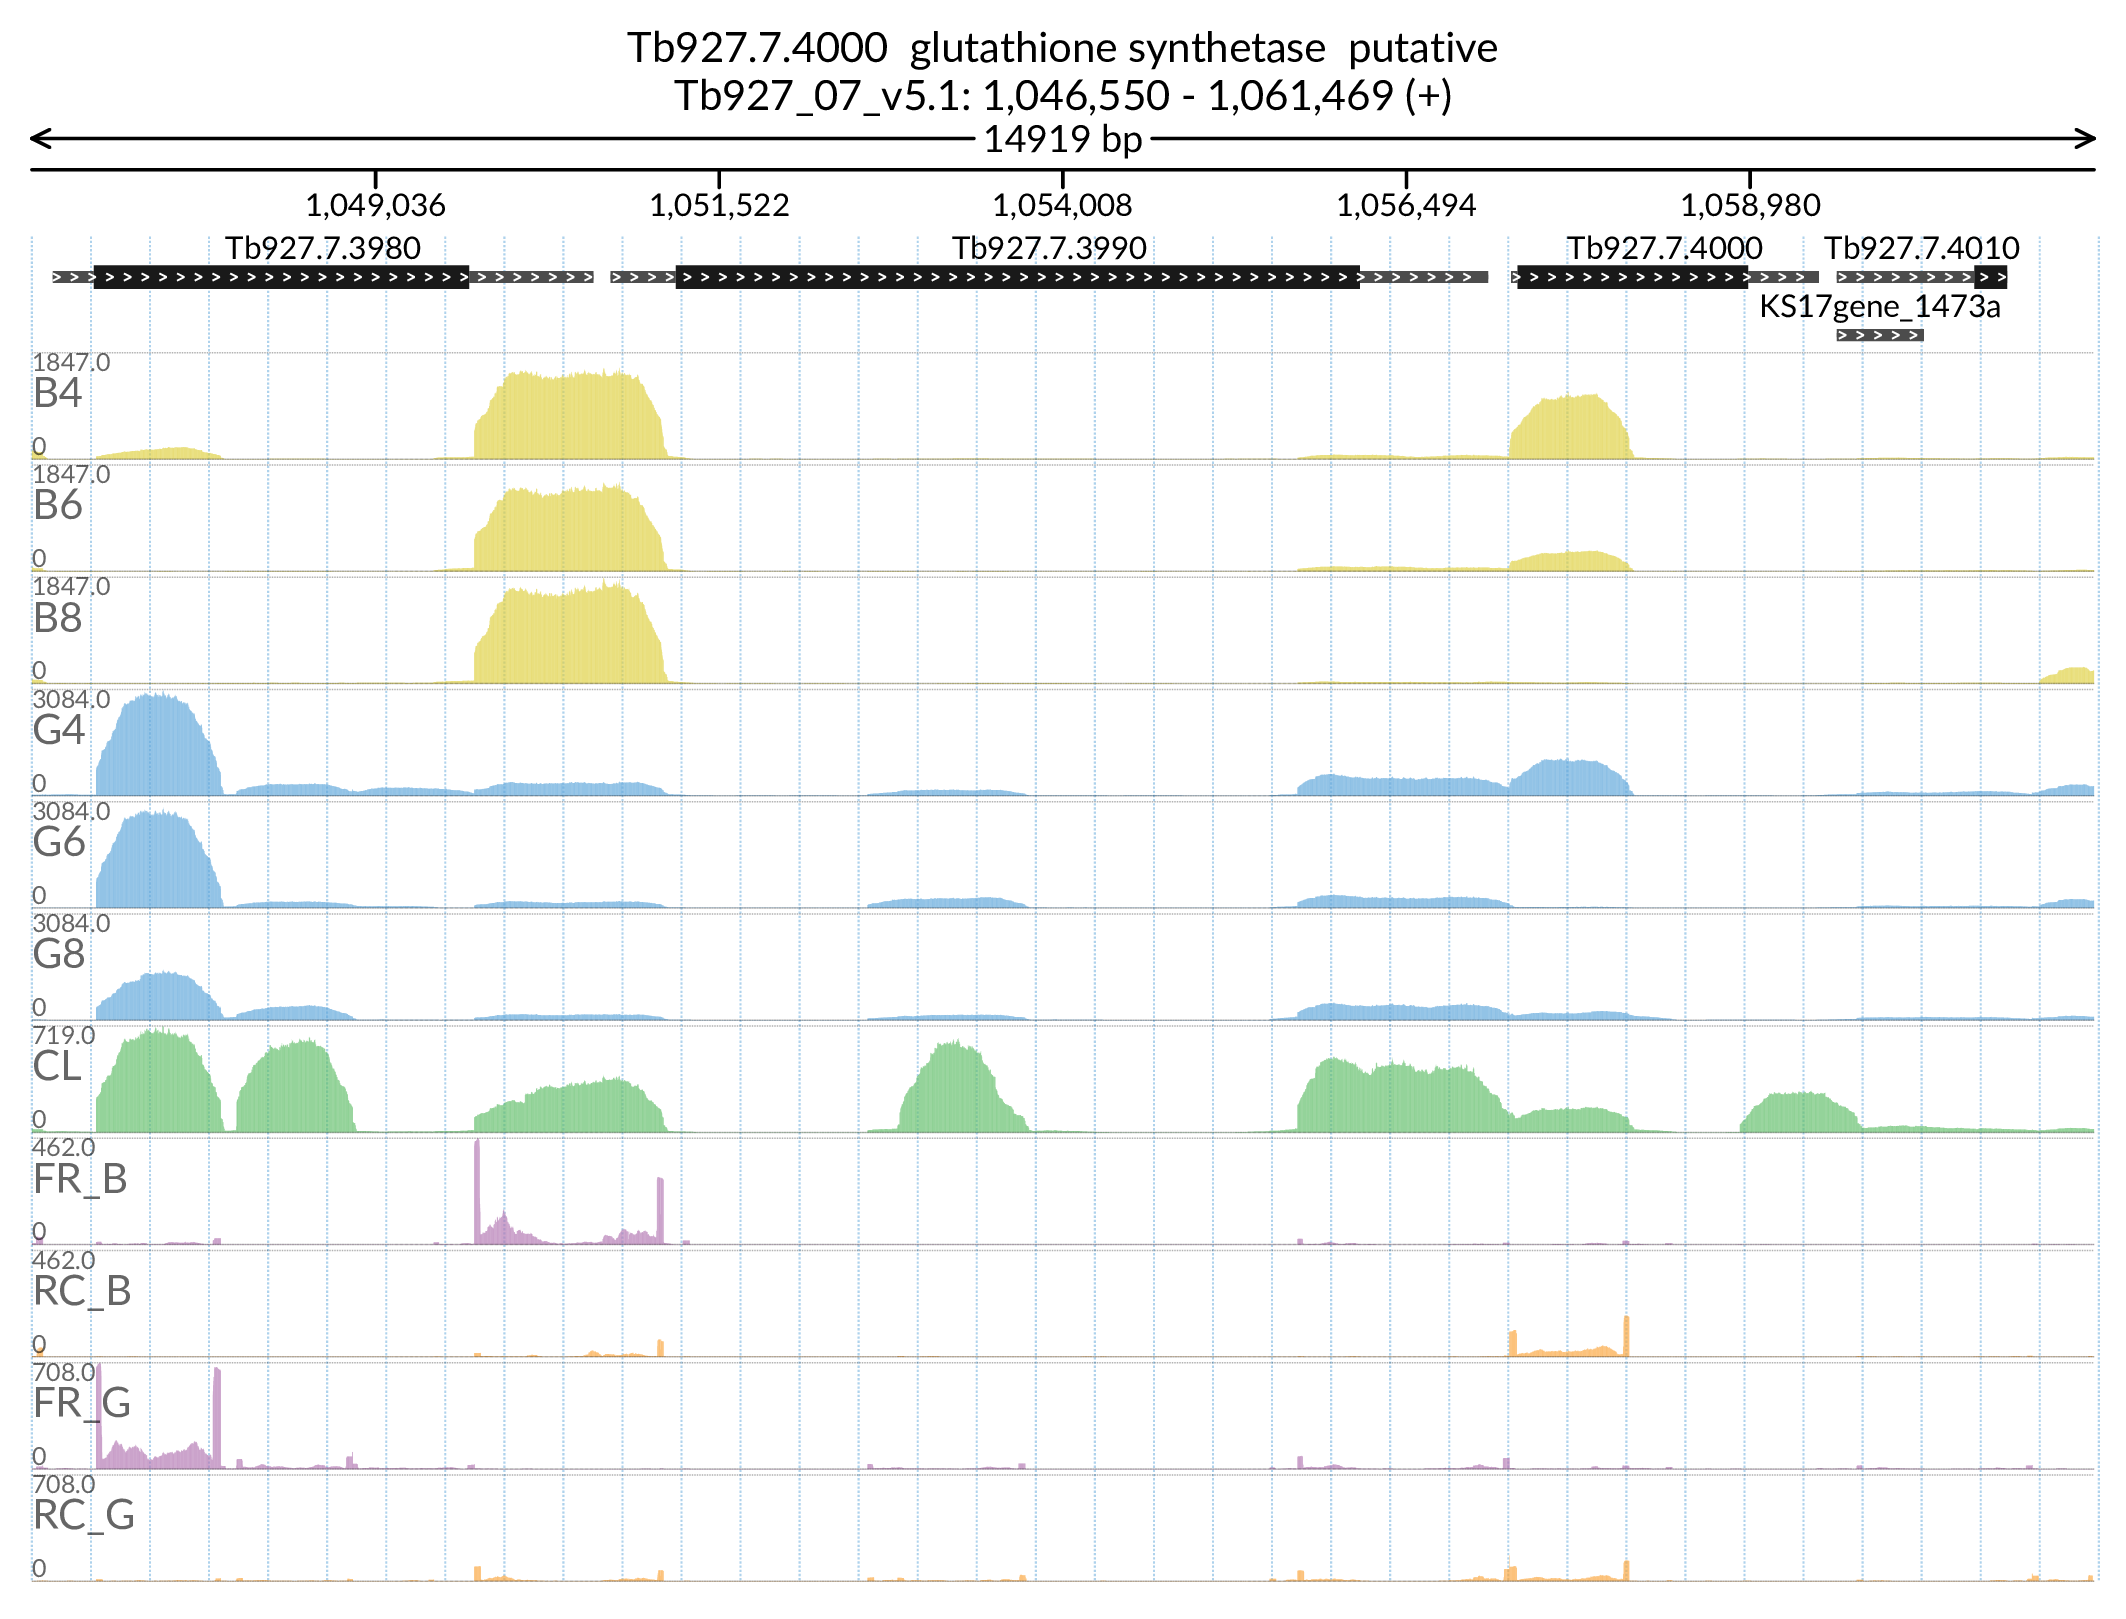 Tb927.7.4000 glutathione synthetase putative
Tb927_07_v5.1: 1,046,550 - 1,061,469 (+)
14919 bp
1,049,036 1,051,522 1,054,008 1,056,494 1,058,980
Tb927.7.3980 Tb927.7.3990 Tb927.7.4000 Tb927.7.4010
KS17gene_1473a
1847.0
B4
0
1847.0
B6
0
1847.0
B8
0
3084.0
G4
0
3084.0
G6
0
3084.0
G8
0
719.0
CL
0
462.0
FR_B
0
462.0
RC_B
0
708.0
FR_G
0
708.0
RC_G
0